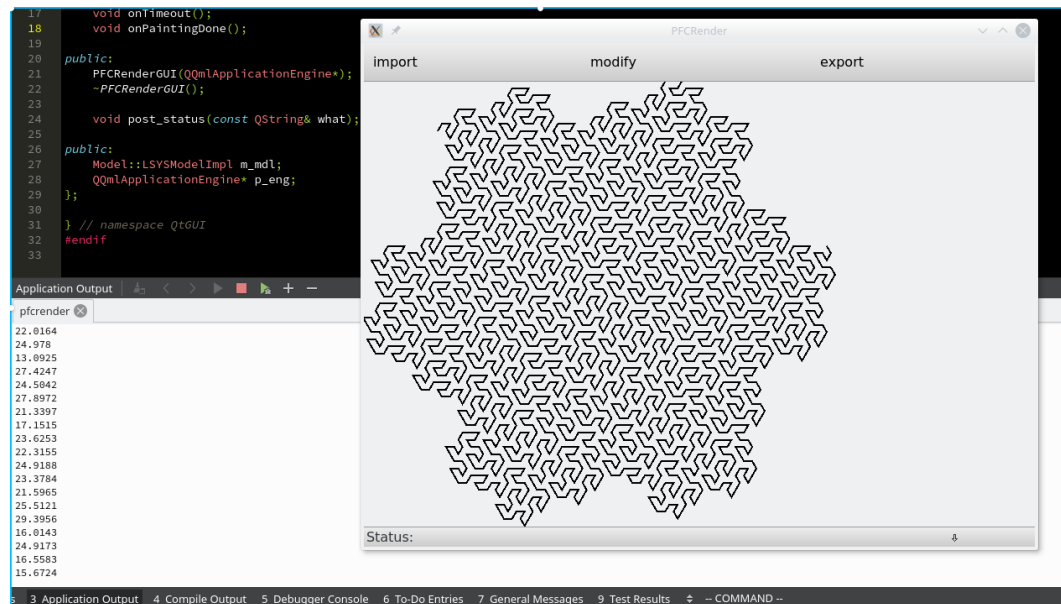 17 void onTimeout();
18 void onPaintingDone();
19
20 public:
21 PFCRenderGUI(QQmlApplicationEngine*);
22 ~PFCRenderGUI();
23
24 void post_status(const QString& what);
25
26 public:
27 Model::LSYSModelImpl m_mdl;
28 QQmlApplicationEngine* p_eng;
29 };
30
31 } // namespace QtGUI
32 #endif
33
PFCRender
import modify export
Status:
Application Output
pfcrender
22.0164
24.978
13.0925
27.4247
24.5042
27.8972
21.3397
17.1515
23.6253
22.3155
24.9188
23.3784
21.5965
25.5121
29.3956
16.0143
24.9173
16.5583
15.6724
s 3 Application Output 4 Compile Output 5 Debugger Console 6 To-Do Entries 7 General Messages 9 Test Results -- COMMAND --